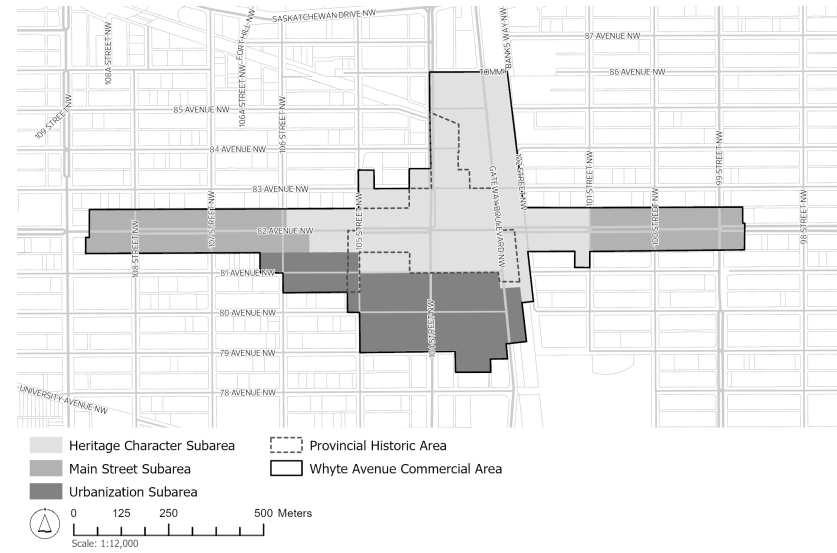 SASKATCHEWAN DRIVE NW
BANKS WAY NW
87 AVENUE NW
FORT HILL NW
108A STREET NW
TOMM
86 AVENUE NW
106A STREET NW
85 AVENUE NW
109 STREET NW
106 STREET NW
84 AVENUE NW
99 STREET NW
101 STREET NW
83 AVENUE NW
GATEWAY BOULEVARD NW
105 STREET NW
100 STREET NW
98 STREET NW
108 STREET NW
82 AVENUE NW
81 AVENUE NW
80 AVENUE NW
79 AVENUE NW
78 AVENUE NW
UNIVERSITY AVENUE NW
Heritage Character Subarea
Main Street Subarea
Urbanization Subarea
Provincial Historic Area
Whyte Avenue Commercial Area
0 125 250 500 Meters
Scale: 1:12,000